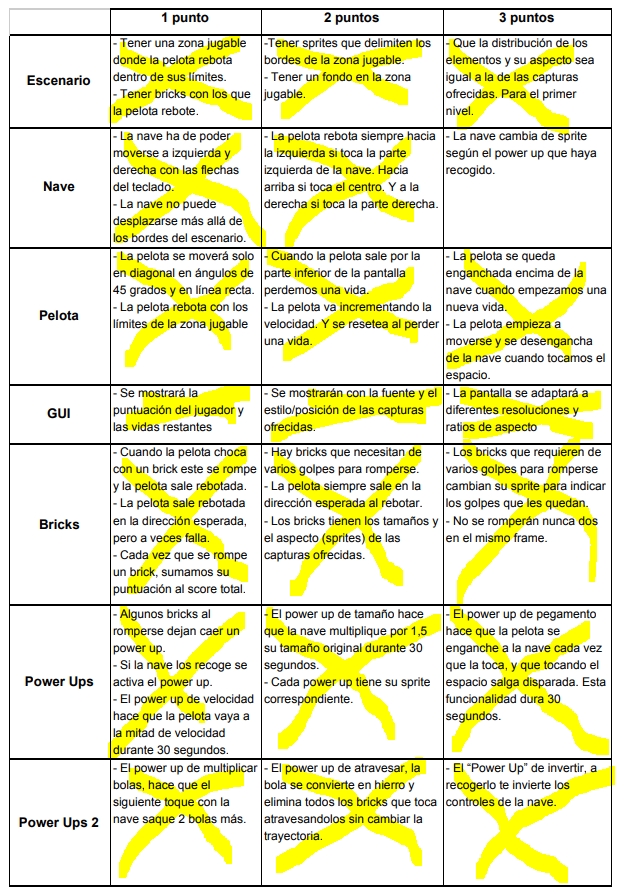 1 punto
2 puntos
3 puntos
Escenario
- Tener una zona jugable
donde la pelota rebota
dentro de sus límites.
- Tener bricks con los que
la pelota rebote.
-Tener sprites que delimiten los
bordes de la zona jugable.
- Tener un fondo en la zona
jugable.
- Que la distribución de los
elementos y su aspecto sea
igual a la de las capturas
ofrecidas. Para el primer
nivel.
Nave
- La nave ha de poder
moverse a izquierda y
derecha con las flechas
del teclado.
- La nave no puede
desplazarse más allá de
los bordes del escenario.
- La pelota rebota siempre hacia
la izquierda si toca la parte
izquierda de la nave. Hacia
arriba si toca el centro. Y a la
derecha si toca la parte derecha.
- La nave cambia de sprite
según el power up que haya
recogido.
Pelota
- La pelota se moverá solo
en diagonal en ángulos de
45 grados y en línea recta.
- La pelota rebota con los
límites de la zona jugable
- Cuando la pelota sale por la
parte inferior de la pantalla
perdemos una vida.
- La pelota va incrementando la
velocidad. Y se resetea al perder
una vida.
- La pelota se queda
enganchada encima de la
nave cuando empezamos una
nueva vida.
- La pelota empieza a
moverse y se desengancha
de la nave cuando tocamos el
espacio.
GUI
- Se mostrará la
puntuación del jugador y
las vidas restantes
- Se mostrarán con la fuente y el
estilo/posición de las capturas
ofrecidas.
- La pantalla se adaptará a
diferentes resoluciones y
ratios de aspecto
Bricks
- Cuando la pelota choca
con un brick este se rompe
y la pelota sale rebotada.
- La pelota sale rebotada
en la dirección esperada,
pero a veces falla.
- Cada vez que se rompe
un brick, sumamos su
puntuación al score total.
- Hay bricks que necesitan de
varios golpes para romperse.
- La pelota siempre sale en la
dirección esperada al rebotar.
- Los bricks tienen los tamaños y
el aspecto (sprites) de las
capturas ofrecidas.
- Los bricks que requieren de
varios golpes para romperse
cambian su sprite para indicar
los golpes que les quedan.
- No se romperán nunca dos
en el mismo frame.
Power Ups
- Algunos bricks al
romperse dejan caer un
power up.
- Si la nave los recoge se
activa el power up.
- El power up de velocidad
hace que la pelota vaya a
la mitad de velocidad
durante 30 segundos.
- El power up de tamaño hace
que la nave multiplique por 1,5
su tamaño original durante 30
segundos.
- Cada power up tiene su sprite
correspondiente.
- El power up de pegamento
hace que la pelota se
enganche a la nave cada vez
que la toca, y que tocando el
espacio salga disparada. Esta
funcionalidad dura 30
segundos.
Power Ups 2
- El power up de multiplicar
bolas, hace que el
siguiente toque con la
nave saque 2 bolas más.
- El power up de atravesar, la
bola se convierte en hierro y
elimina todos los bricks que toca
atravesandolos sin cambiar la
trayectoria.
- El “Power Up” de invertir, a
recogerlo te invierte los
controles de la nave.